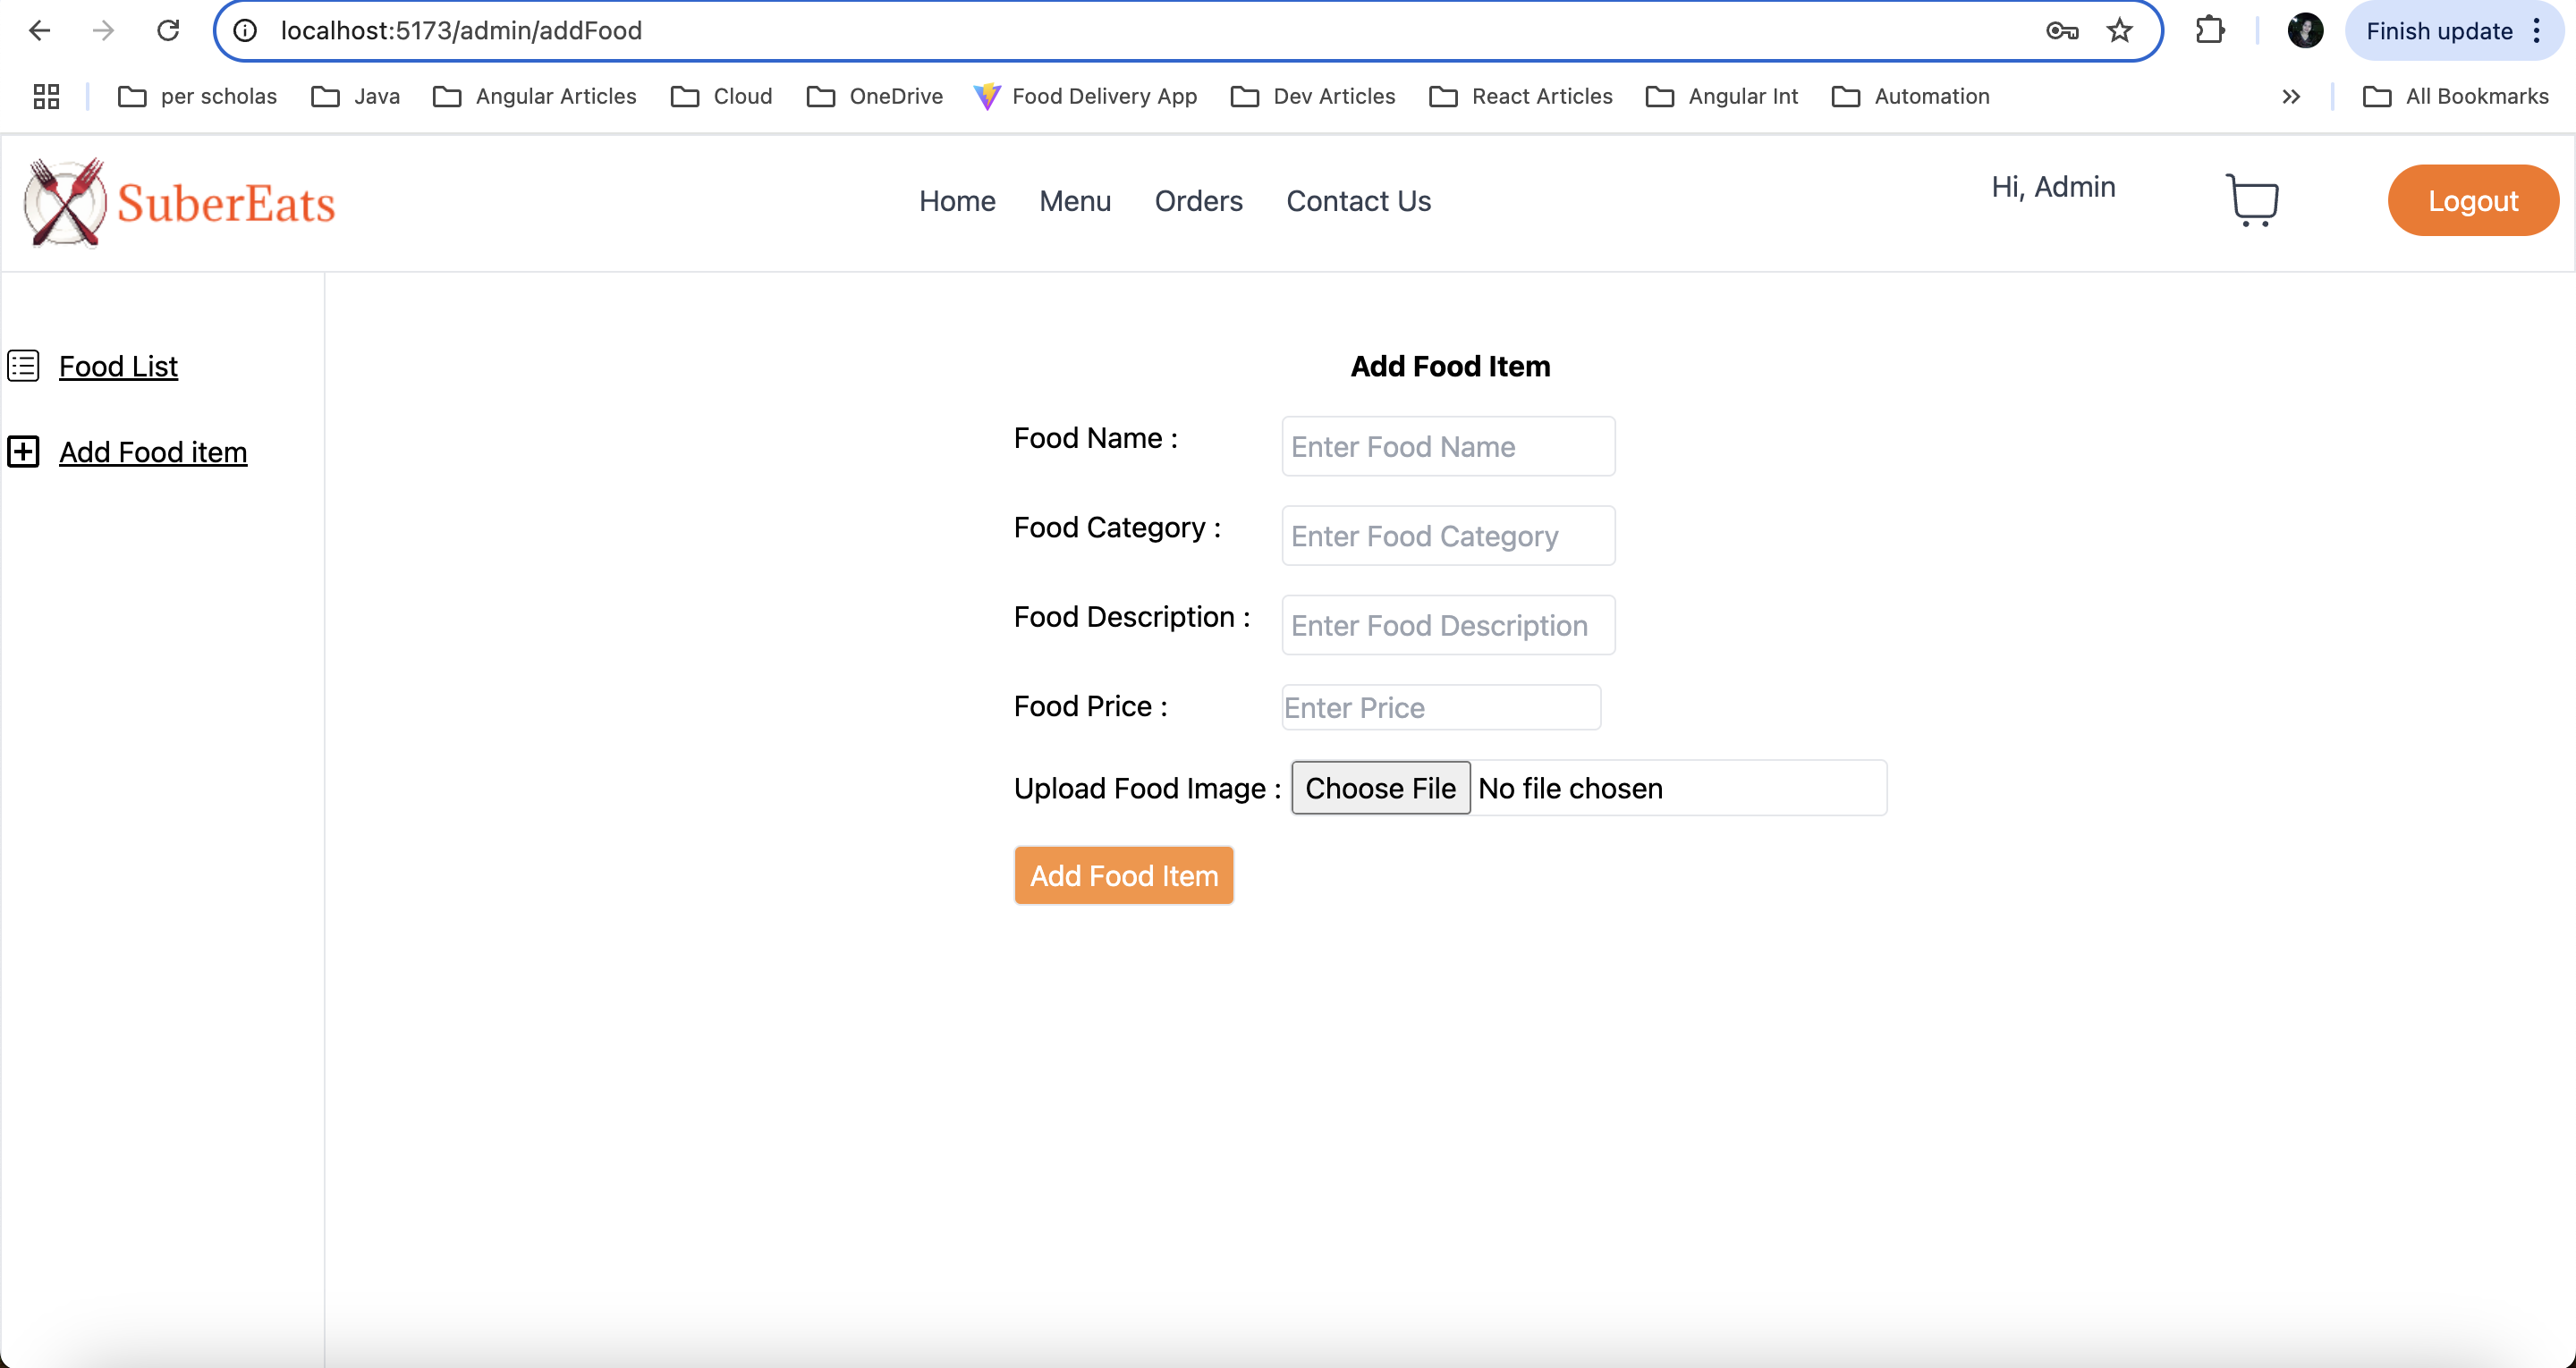 localhost:5173/admin/addFood
Finish update
per scholas Java Angular Articles Cloud OneDrive Food Delivery App Dev Articles React Articles Angular Int Automation All Bookmarks
SuberEats Home Menu Orders Contact Us Hi, Admin Logout
Food List
Add Food item
Add Food Item
Food Name : Enter Food Name
Food Category : Enter Food Category
Food Description : Enter Food Description
Food Price : Enter Price
Upload Food Image : Choose File No file chosen
Add Food Item